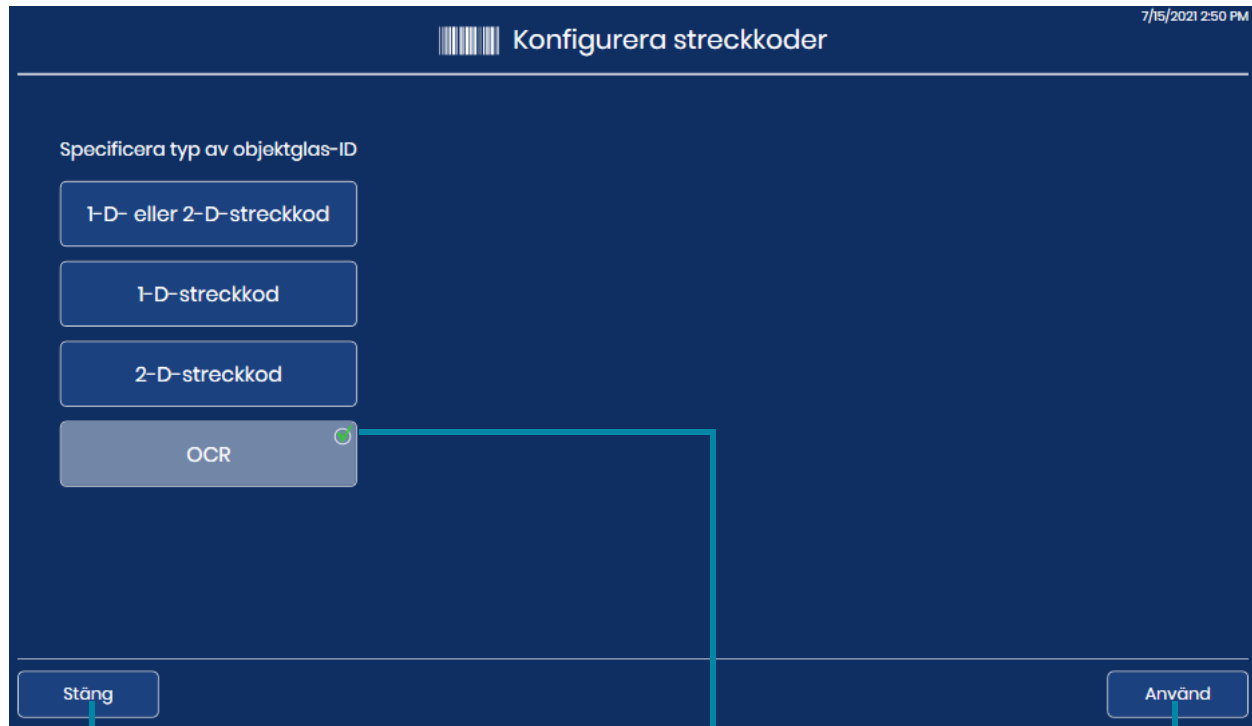 7/15/2021 2:50 PM
Konfigurera streckkoder
Specificera typ av objektglas-ID
1-D- eller 2-D-streckkod
1-D-streckkod
2-D-streckkod
OCR
Stäng
Använd